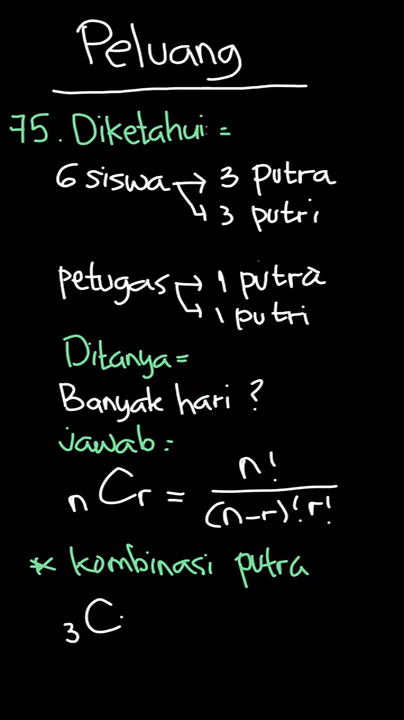 Peluang
75. Diketahui =
6 siswa → 3 putra
↳ 3 putri
petugas → 1 putra
↳ 1 putri
Ditanya =
Banyak hari ?
jawab =
nCr = n! / (n-r)! r!
* kombinasi putra
3C